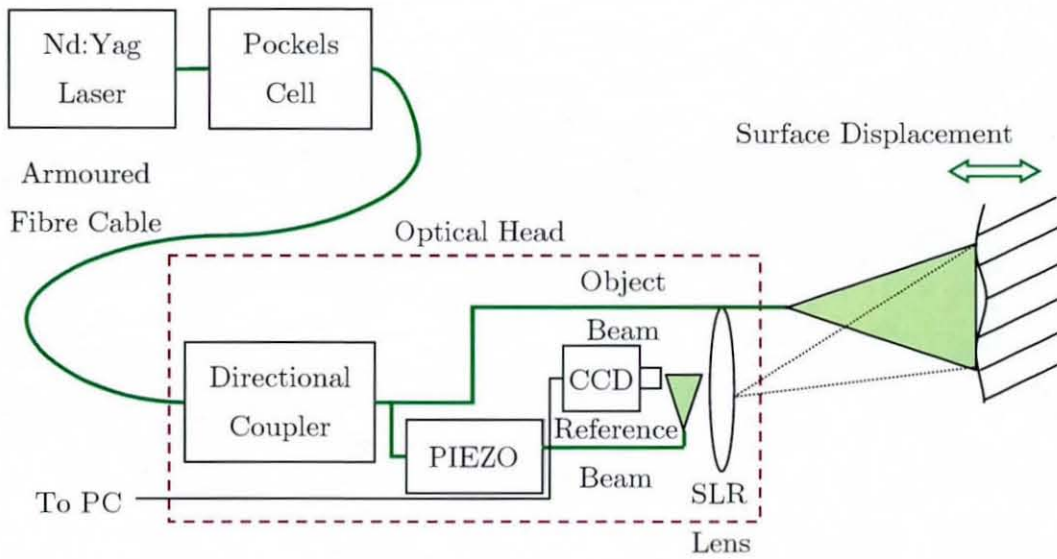 Nd:Yag
Laser
Pockels
Cell
Surface Displacement
Armoured
Fibre Cable
Optical Head
Object
Beam
Directional
Coupler
CCD
Reference
Beam
PIEZO
To PC
SLR
Lens